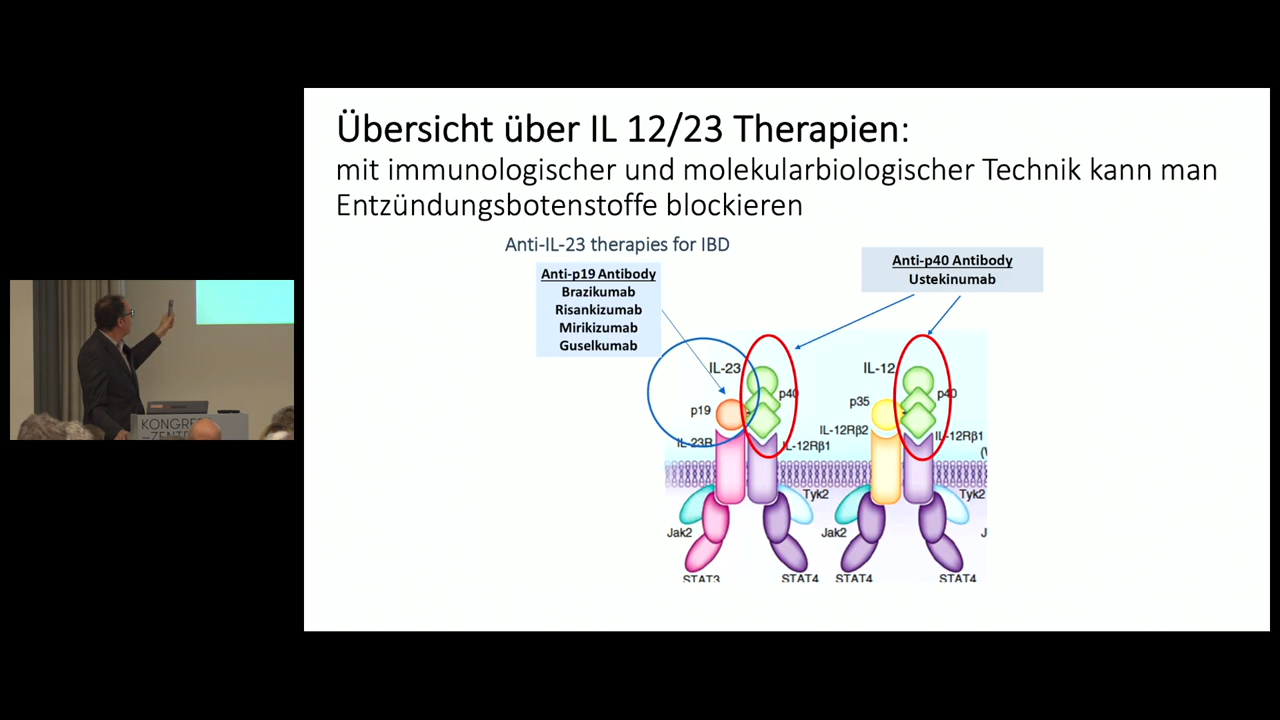 Übersicht über IL 12/23 Therapien:
mit immunologischer und molekularbiologischer Technik kann man
Entzündungsbotenstoffe blockieren
Anti-IL-23 therapies for IBD
Anti-p19 Antibody
Brazikumab
Risankizumab
Mirikizumab
Guselkumab
Anti-p40 Antibody
Ustekinumab
IL-23
p40
p19
IL-23R
IL-12Rβ1
Tyk2
Jak2
STAT3
STAT4
IL-12
p40
p35
IL-12Rβ2
IL-12Rβ1
Tyk2
Jak2
STAT4
STAT4
KONGRE
-ZENTR